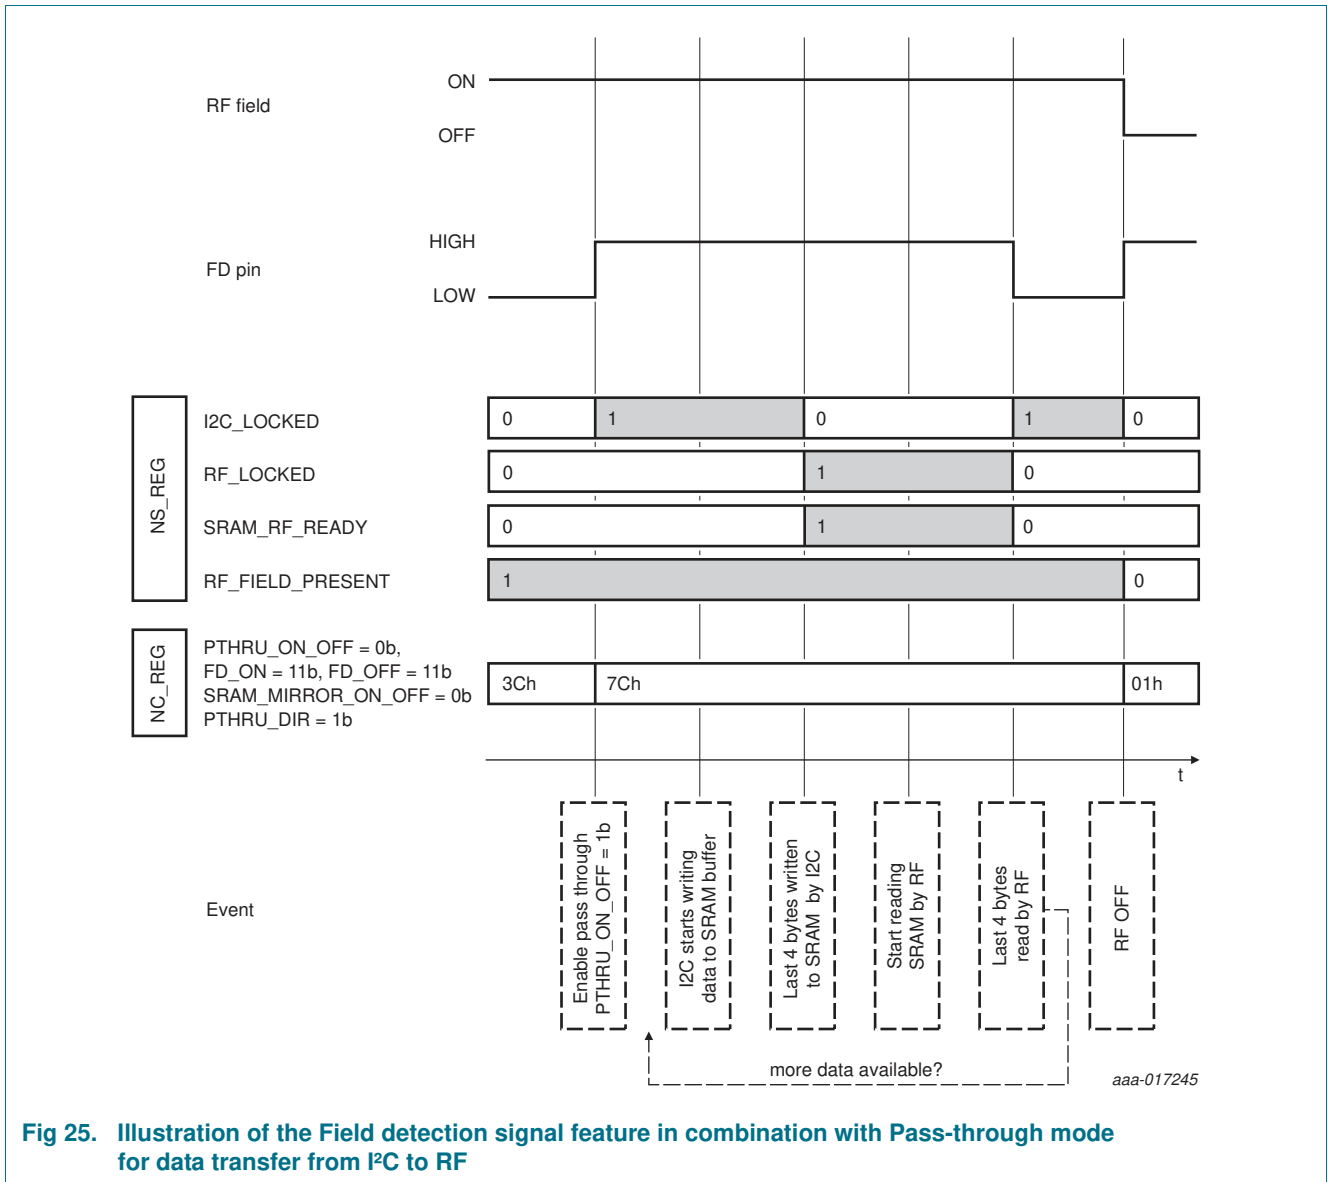 ON
RF field
OFF
HIGH
FD pin
LOW
NS_REG
I2C_LOCKED
0 1 0 1 0
RF_LOCKED
0 1 0
SRAM_RF_READY
0 1 0
RF_FIELD_PRESENT
1 0
NC_REG
PTHRU_ON_OFF = 0b,
FD_ON = 11b, FD_OFF = 11b
SRAM_MIRROR_ON_OFF = 0b
PTHRU_DIR = 1b
3Ch 7Ch 01h
t
Event
Enable pass through
PTHRU_ON_OFF = 1b
I2C starts writing
data to SRAM buffer
Last 4 bytes written
to SRAM by I2C
Start reading
SRAM by RF
Last 4 bytes
read by RF
RF OFF
more data available?
aaa-017245
Fig 25. Illustration of the Field detection signal feature in combination with Pass-through mode
for data transfer from I²C to RF